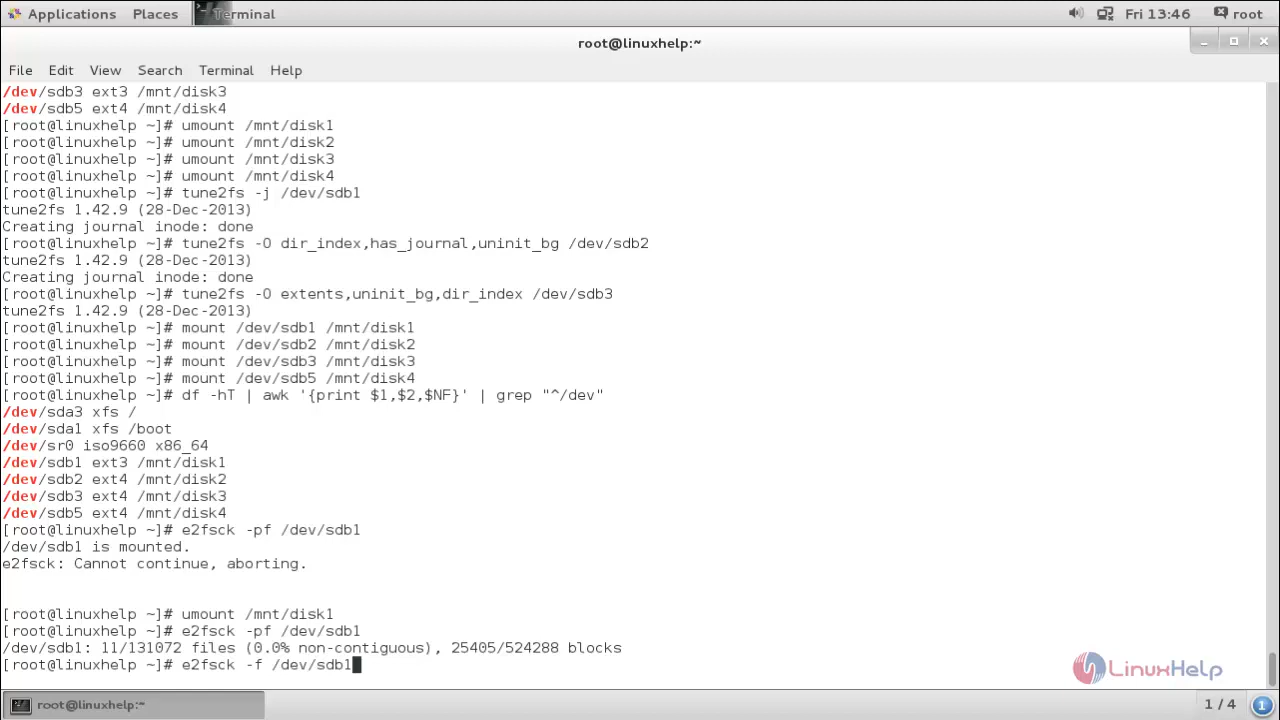 Applications Places Terminal Fri 13:46 root
root@linuxhelp:~
File Edit View Search Terminal Help
/dev/sdb3 ext3 /mnt/disk3
/dev/sdb5 ext4 /mnt/disk4
[root@linuxhelp ~]# umount /mnt/disk1
[root@linuxhelp ~]# umount /mnt/disk2
[root@linuxhelp ~]# umount /mnt/disk3
[root@linuxhelp ~]# umount /mnt/disk4
[root@linuxhelp ~]# tune2fs -j /dev/sdb1
tune2fs 1.42.9 (28-Dec-2013)
Creating journal inode: done
[root@linuxhelp ~]# tune2fs -O dir_index,has_journal,uninit_bg /dev/sdb2
tune2fs 1.42.9 (28-Dec-2013)
Creating journal inode: done
[root@linuxhelp ~]# tune2fs -O extents,uninit_bg,dir_index /dev/sdb3
tune2fs 1.42.9 (28-Dec-2013)
[root@linuxhelp ~]# mount /dev/sdb1 /mnt/disk1
[root@linuxhelp ~]# mount /dev/sdb2 /mnt/disk2
[root@linuxhelp ~]# mount /dev/sdb3 /mnt/disk3
[root@linuxhelp ~]# mount /dev/sdb5 /mnt/disk4
[root@linuxhelp ~]# df -hT | awk '{print $1,$2,$NF}' | grep "^/dev"
/dev/sda3 xfs /
/dev/sda1 xfs /boot
/dev/sr0 iso9660 x86_64
/dev/sdb1 ext3 /mnt/disk1
/dev/sdb2 ext4 /mnt/disk2
/dev/sdb3 ext4 /mnt/disk3
/dev/sdb5 ext4 /mnt/disk4
[root@linuxhelp ~]# e2fsck -pf /dev/sdb1
/dev/sdb1 is mounted.
e2fsck: Cannot continue, aborting.
[root@linuxhelp ~]# umount /mnt/disk1
[root@linuxhelp ~]# e2fsck -pf /dev/sdb1
/dev/sdb1: 11/131072 files (0.0% non-contiguous), 25405/524288 blocks
[root@linuxhelp ~]# e2fsck -f /dev/sdb1
LinuxHelp
root@linuxhelp:~ 1 / 4 1